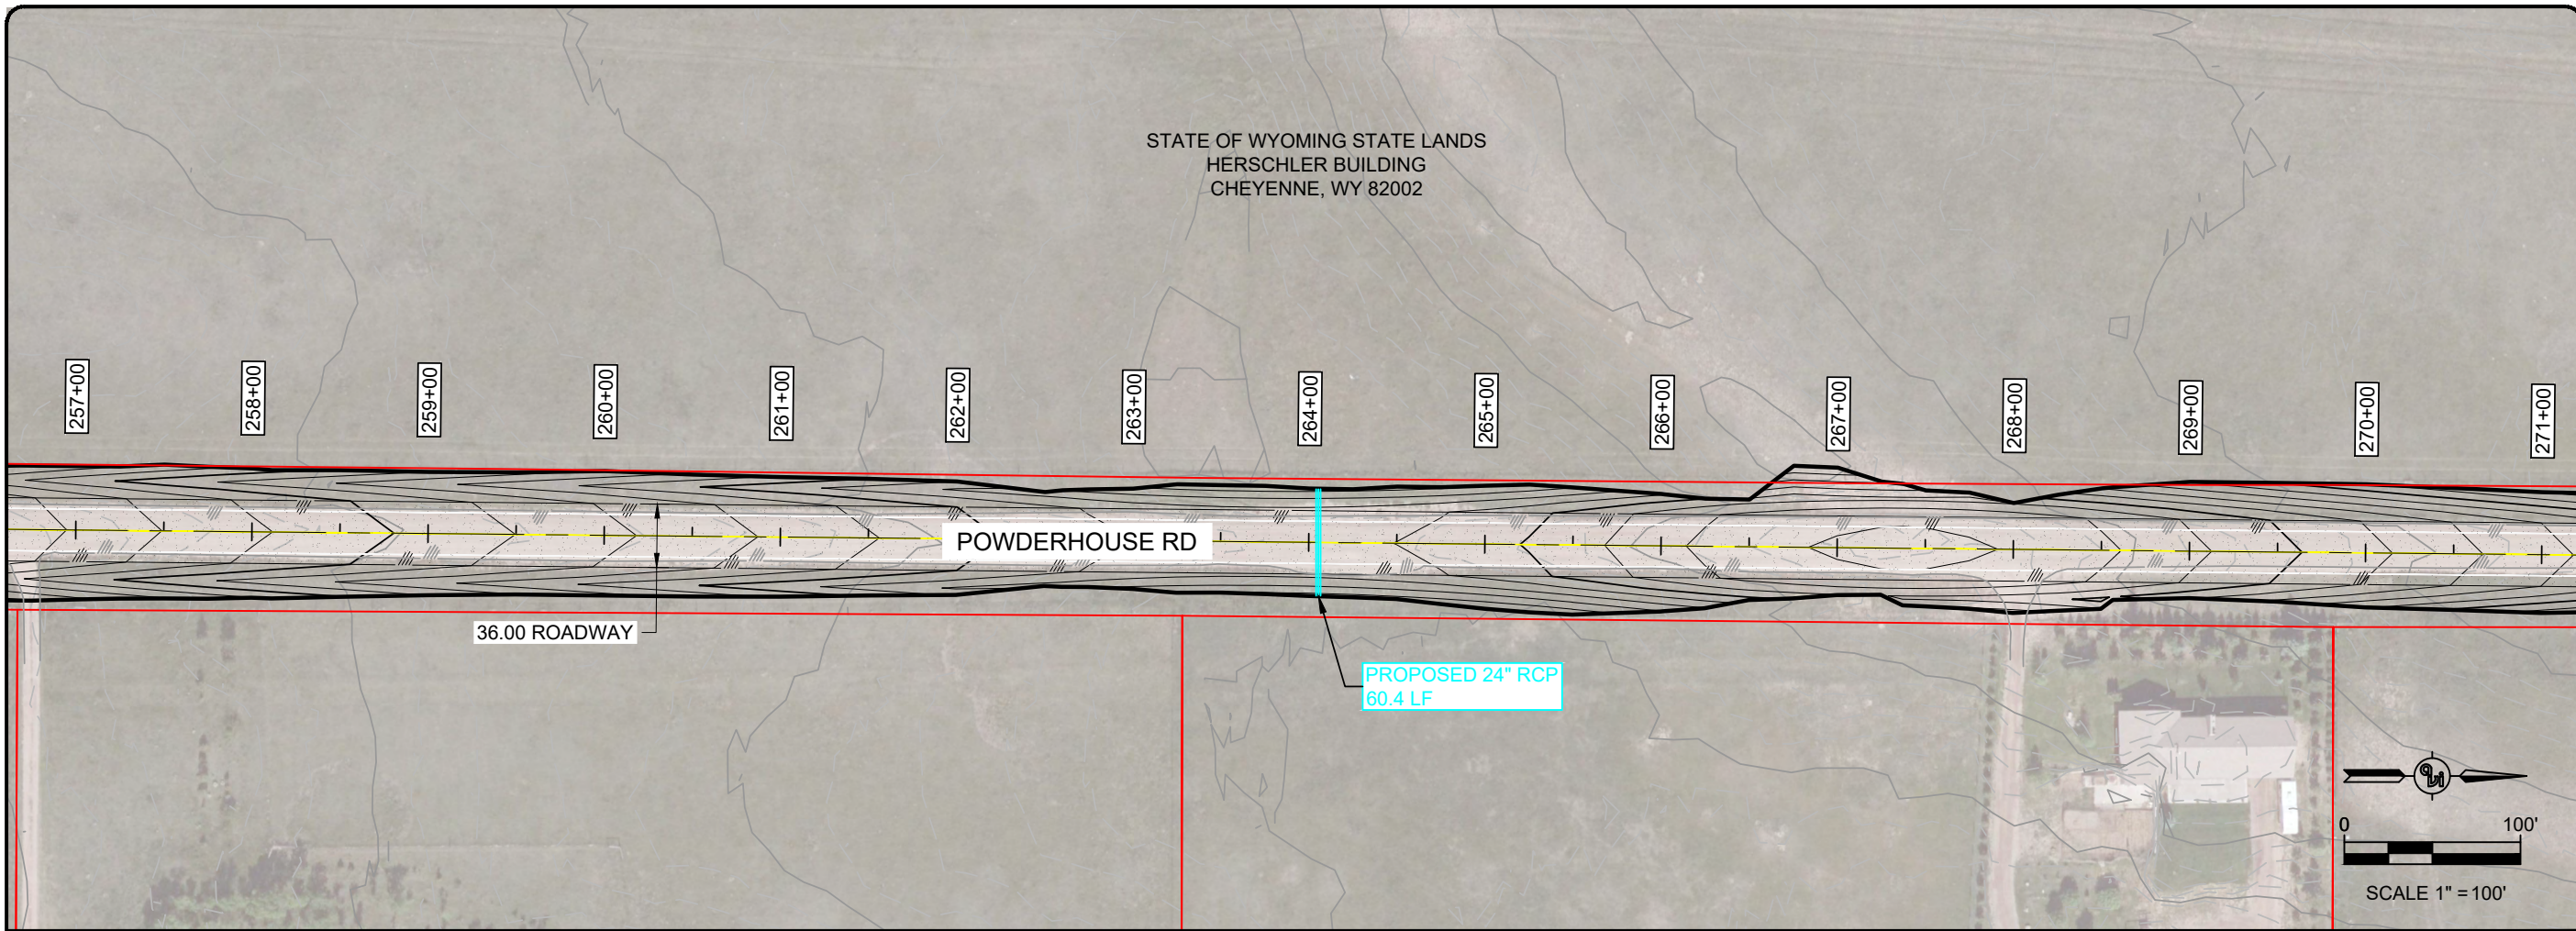 STATE OF WYOMING STATE LANDS
HERSCHLER BUILDING
CHEYENNE, WY 82002
257+00
258+00
259+00
260+00
261+00
262+00
263+00
264+00
265+00
266+00
267+00
268+00
269+00
270+00
271+00
POWDERHOUSE RD
36.00 ROADWAY
PROPOSED 24" RCP
60.4 LF
0 100'
SCALE 1" = 100'